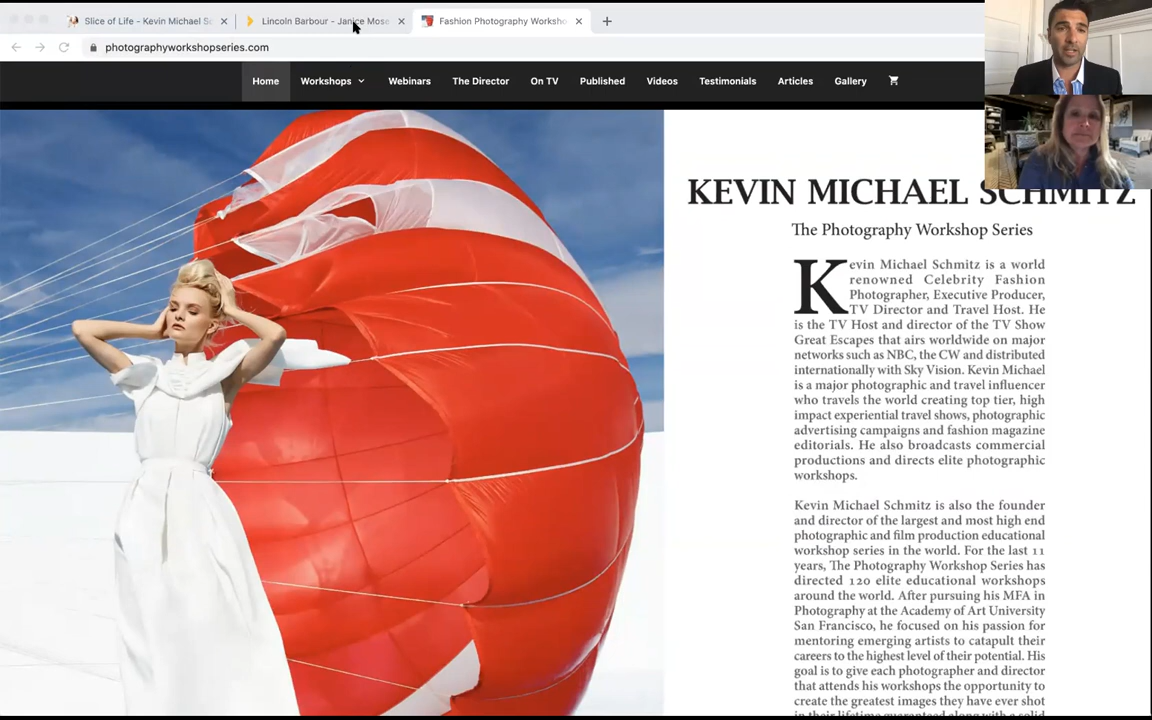 Slice of Life - Kevin Michael Sc
Lincoln Barbour - Janice Mose
Fashion Photography Worksho
photographyworkshopseries.com
Home Workshops Webinars The Director On TV Published Videos Testimonials Articles Gallery
KEVIN MICHAEL SCHMITZ
The Photography Workshop Series
Kevin Michael Schmitz is a world
renowned Celebrity Fashion
Photographer, Executive Producer,
TV Director and Travel Host. He
is the TV Host and director of the TV Show
Great Escapes that airs worldwide on major
networks such as NBC, the CW and distributed
internationally with Sky Vision. Kevin Michael
is a major photographic and travel influencer
who travels the world creating top tier, high
impact experiential travel shows, photographic
advertising campaigns and fashion magazine
editorials. He also broadcasts commercial
productions and directs elite photographic
workshops.
Kevin Michael Schmitz is also the founder
and director of the largest and most high end
photographic and film production educational
workshop series in the world. For the last 11
years, The Photography Workshop Series has
directed 120 elite educational workshops
around the world. After pursuing his MFA in
Photography at the Academy of Art University
San Francisco, he focused on his passion for
mentoring emerging artists to catapult their
careers to the highest level of their potential. His
goal is to give each photographer and director
that attends his workshops the opportunity to
create the greatest images they have ever shot
in their lifetime guaranteed along with a solid